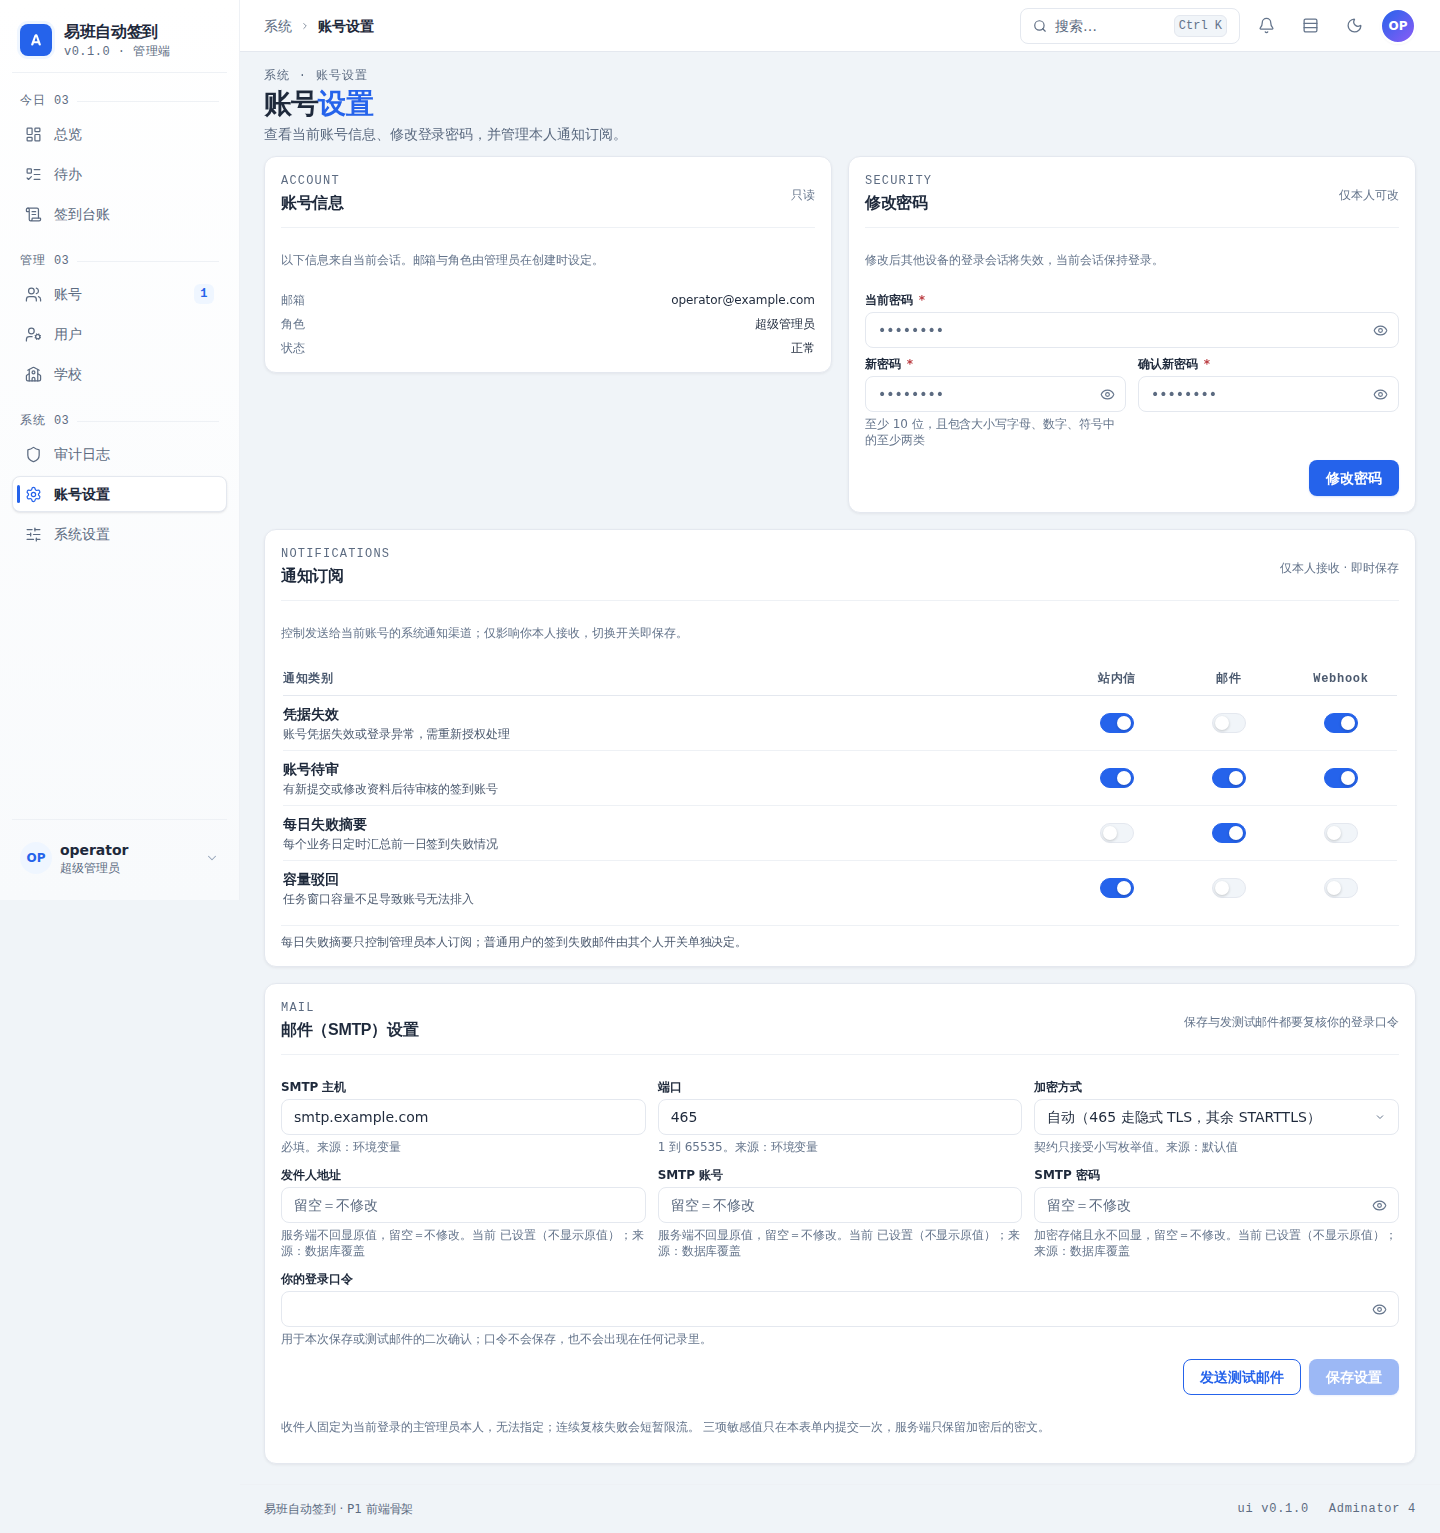 易班自动签到
v0.1.0 · 管理端
今日 03
总览
待办
签到台账
管理 03
账号 1
用户
学校
系统 03
审计日志
账号设置
系统设置
OP operator
超级管理员
系统 › 账号设置
搜索... Ctrl K OP
系统 · 账号设置
账号设置
查看当前账号信息、修改登录密码，并管理本人通知订阅。
ACCOUNT
账号信息
只读
以下信息来自当前会话。邮箱与角色由管理员在创建时设定。
邮箱 operator@example.com
角色 超级管理员
状态 正常
SECURITY
修改密码
仅本人可改
修改后其他设备的登录会话将失效，当前会话保持登录。
当前密码 *
••••••••
新密码 *
••••••••
至少 10 位，且包含大小写字母、数字、符号中
的至少两类
确认新密码 *
••••••••
修改密码
NOTIFICATIONS
通知订阅
仅本人接收 · 即时保存
控制发送给当前账号的系统通知渠道；仅影响你本人接收，切换开关即保存。
通知类别 站内信 邮件 Webhook
凭据失效
账号凭据失效或登录异常，需重新授权处理
账号待审
有新提交或修改资料后待审核的签到账号
每日失败摘要
每个业务日定时汇总前一日签到失败情况
容量驳回
任务窗口容量不足导致账号无法排入
每日失败摘要只控制管理员本人订阅；普通用户的签到失败邮件由其个人开关单独决定。
MAIL
邮件（SMTP）设置
保存与发测试邮件都要复核你的登录口令
SMTP 主机
smtp.example.com
必填。来源：环境变量
端口
465
1 到 65535。来源：环境变量
加密方式
自动（465 走隐式 TLS，其余 STARTTLS）
契约只接受小写枚举值。来源：默认值
发件人地址
留空＝不修改
服务端不回显原值，留空＝不修改。当前 已设置（不显示原值）；来
源：数据库覆盖
SMTP 账号
留空＝不修改
服务端不回显原值，留空＝不修改。当前 已设置（不显示原值）；来
源：数据库覆盖
SMTP 密码
留空＝不修改
加密存储且永不回显，留空＝不修改。当前 已设置（不显示原值）；
来源：数据库覆盖
你的登录口令
用于本次保存或测试邮件的二次确认；口令不会保存，也不会出现在任何记录里。
发送测试邮件 保存设置
收件人固定为当前登录的主管理员本人，无法指定；连续复核失败会短暂限流。 三项敏感值只在本表单内提交一次，服务端只保留加密后的密文。
易班自动签到 · P1 前端骨架
ui v0.1.0 Adminator 4